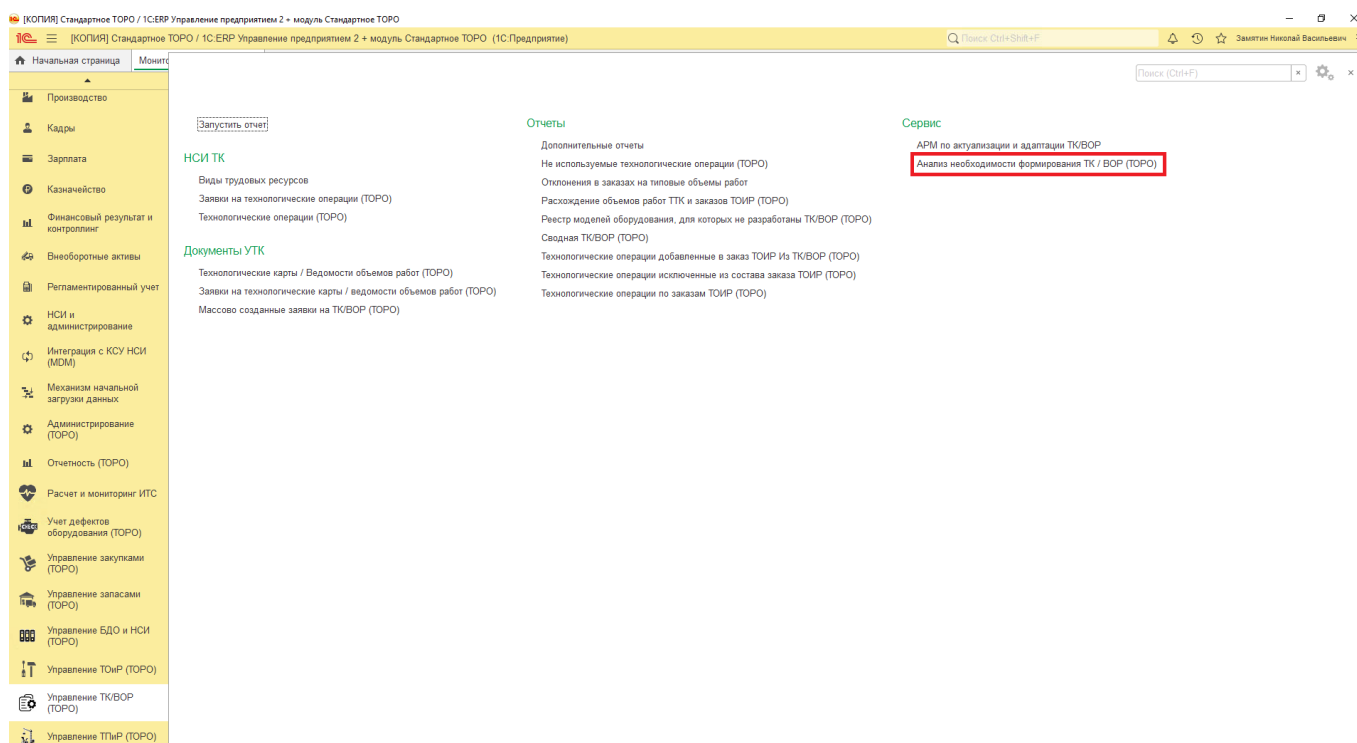 [КОПИЯ] Стандартное ТОРО / 1С:ERP Управление предприятием 2 + модуль Стандартное ТОРО
[КОПИЯ] Стандартное ТОРО / 1С:ERP Управление предприятием 2 + модуль Стандартное ТОРО (1С:Предприятие)
Поиск Ctrl+Shift+F
Замятин Николай Васильевич
Начальная страница
Монито
Поиск (Ctrl+F)
Производство
Кадры
Зарплата
Казначейство
Финансовый результат и
контроллинг
Внеоборотные активы
Регламентированный учет
НСИ и
администрирование
Интеграция с КСУ НСИ
(MDM)
Механизм начальной
загрузки данных
Администрирование
(ТОРО)
Отчетность (ТОРО)
Расчет и мониторинг ИТС
Учет дефектов
оборудования (ТОРО)
Управление закупками
(ТОРО)
Управление запасами
(ТОРО)
Управление БДО и НСИ
(ТОРО)
Управление ТОиР (ТОРО)
Управление ТК/ВОР
(ТОРО)
Управление ТПиР (ТОРО)
Запустить отчет
НСИ ТК
Виды трудовых ресурсов
Заявки на технологические операции (ТОРО)
Технологические операции (ТОРО)
Документы УТК
Технологические карты / Ведомости объемов работ (ТОРО)
Заявки на технологические карты / ведомости объемов работ (ТОРО)
Массово созданные заявки на ТК/ВОР (ТОРО)
Отчеты
Дополнительные отчеты
Не используемые технологические операции (ТОРО)
Отклонения в заказах на типовые объемы работ
Расхождение объемов работ ТТК и заказов ТОИР (ТОРО)
Реестр моделей оборудования, для которых не разработаны ТК/ВОР (ТОРО)
Сводная ТК/ВОР (ТОРО)
Технологические операции добавленные в заказ ТОИР Из ТК/ВОР (ТОРО)
Технологические операции исключенные из состава заказа ТОИР (ТОРО)
Технологические операции по заказам ТОИР (ТОРО)
Сервис
АРМ по актуализации и адаптации ТК/ВОР
Анализ необходимости формирования ТК / ВОР (ТОРО)